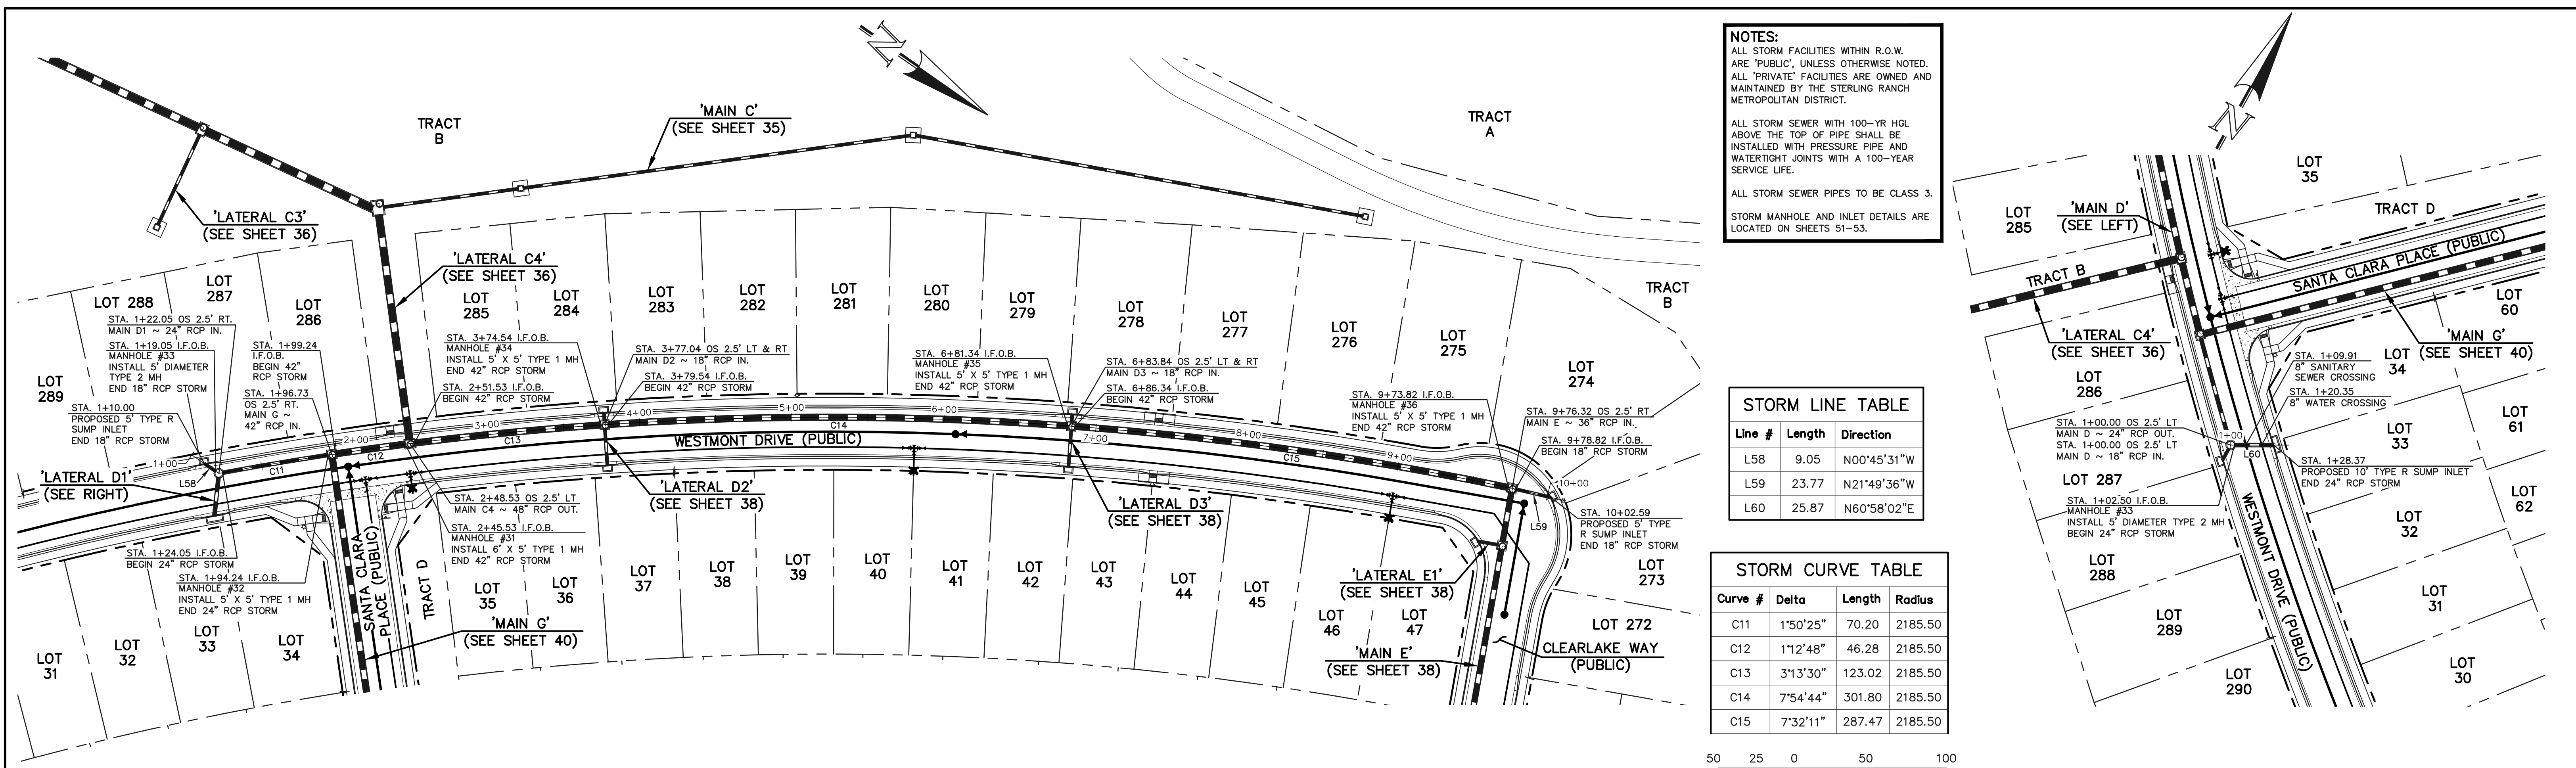 N
TRACT
B
'MAIN C'
(SEE SHEET 35)
TRACT
A
'LATERAL C3'
(SEE SHEET 36)
'LATERAL C4'
(SEE SHEET 36)
LOT 288
LOT
287
LOT
286
LOT
285
LOT
284
LOT
283
LOT
282
LOT
281
LOT
280
LOT
279
LOT
278
LOT
277
LOT
276
LOT
275
LOT
274
TRACT
B
LOT
289
STA. 1+22.05 OS 2.5' RT.
MAIN D1 ~ 24" RCP IN.
STA. 1+19.05 I.F.O.B.
MANHOLE #33
INSTALL 5' DIAMETER
TYPE 2 MH
END 18" RCP STORM
STA. 1+10.00
PROPOSED 5' TYPE R
SUMP INLET
END 18" RCP STORM
STA. 1+99.24
I.F.O.B.
BEGIN 42"
RCP STORM
STA. 1+96.73
OS 2.5' RT.
MAIN G ~
42" RCP IN.
STA. 3+74.54 I.F.O.B.
MANHOLE #34
INSTALL 5' X 5' TYPE 1 MH
END 42" RCP STORM
STA. 2+51.53 I.F.O.B.
BEGIN 42" RCP STORM
STA. 3+77.04 OS 2.5' LT & RT
MAIN D2 ~ 18" RCP IN.
STA. 3+79.54 I.F.O.B.
BEGIN 42" RCP STORM
STA. 6+81.34 I.F.O.B.
MANHOLE #35
INSTALL 5' X 5' TYPE 1 MH
END 42" RCP STORM
STA. 6+83.84 OS 2.5' LT & RT
MAIN D3 ~ 18" RCP IN.
STA. 6+86.34 I.F.O.B.
BEGIN 42" RCP STORM
STA. 9+73.82 I.F.O.B.
MANHOLE #36
INSTALL 5' X 5' TYPE 1 MH
END 42" RCP STORM
STA. 9+76.32 OS 2.5' RT
MAIN E ~ 36" RCP IN.
STA. 9+78.82 I.F.O.B.
BEGIN 18" RCP STORM
1+00
2+00
3+00
4+00
5+00
6+00
7+00
8+00
9+00
10+00
L58
C11
C12
C13
C14
C15
L59
WESTMONT DRIVE (PUBLIC)
'LATERAL D1'
(SEE RIGHT)
'LATERAL D2'
(SEE SHEET 38)
'LATERAL D3'
(SEE SHEET 38)
STA. 2+48.53 OS 2.5' LT
MAIN C4 ~ 48" RCP OUT.
STA. 2+45.53 I.F.O.B.
MANHOLE #31
INSTALL 6' X 5' TYPE 1 MH
END 42" RCP STORM
STA. 1+24.05 I.F.O.B.
BEGIN 24" RCP STORM
STA. 1+94.24 I.F.O.B.
MANHOLE #32
INSTALL 5' X 5' TYPE 1 MH
END 24" RCP STORM
STA. 10+02.59
PROPOSED 5' TYPE
R SUMP INLET
END 18" RCP STORM
SANTA CLARA
PLACE (PUBLIC)
TRACT D
'MAIN G'
(SEE SHEET 40)
LOT
31
LOT
32
LOT
33
LOT
34
LOT
35
LOT
36
LOT
37
LOT
38
LOT
39
LOT
40
LOT
41
LOT
42
LOT
43
LOT
44
LOT
45
LOT
46
LOT
47
'LATERAL E1'
(SEE SHEET 38)
'MAIN E'
(SEE SHEET 38)
CLEARLAKE WAY
(PUBLIC)
LOT 272
LOT
273
NOTES:
ALL STORM FACILITIES WITHIN R.O.W.
ARE 'PUBLIC', UNLESS OTHERWISE NOTED.
ALL 'PRIVATE' FACILITIES ARE OWNED AND
MAINTAINED BY THE STERLING RANCH
METROPOLITAN DISTRICT.
ALL STORM SEWER WITH 100-YR HGL
ABOVE THE TOP OF PIPE SHALL BE
INSTALLED WITH PRESSURE PIPE AND
WATERTIGHT JOINTS WITH A 100-YEAR
SERVICE LIFE.
ALL STORM SEWER PIPES TO BE CLASS 3.
STORM MANHOLE AND INLET DETAILS ARE
LOCATED ON SHEETS 51-53.
STORM LINE TABLE
Line # Length Direction
L58 9.05 N00°45'31"W
L59 23.77 N21°49'36"W
L60 25.87 N60°58'02"E
STORM CURVE TABLE
Curve # Delta Length Radius
C11 1°50'25" 70.20 2185.50
C12 1°12'48" 46.28 2185.50
C13 3°13'30" 123.02 2185.50
C14 7°54'44" 301.80 2185.50
C15 7°32'11" 287.47 2185.50
50 25 0 50 100
N
LOT
35
LOT
285
'MAIN D'
(SEE LEFT)
TRACT D
TRACT B
SANTA CLARA PLACE (PUBLIC)
LOT
60
'LATERAL C4'
(SEE SHEET 36)
'MAIN G'
(SEE SHEET 40)
LOT
34
STA. 1+09.91
8" SANITARY
SEWER CROSSING
STA. 1+20.35
8" WATER CROSSING
LOT
286
LOT
61
STA. 1+00.00 OS 2.5' LT
MAIN D ~ 24" RCP OUT.
STA. 1+00.00 OS 2.5' LT
MAIN D ~ 18" RCP IN.
1+00
L60
LOT
33
STA. 1+28.37
PROPOSED 10' TYPE R SUMP INLET
END 24" RCP STORM
LOT 287
STA. 1+02.50 I.F.O.B.
MANHOLE #33
INSTALL 5' DIAMETER TYPE 2 MH
BEGIN 24" RCP STORM
LOT
62
LOT
32
LOT
288
WESTMONT DRIVE (PUBLIC)
LOT
31
LOT
289
LOT
290
LOT
30